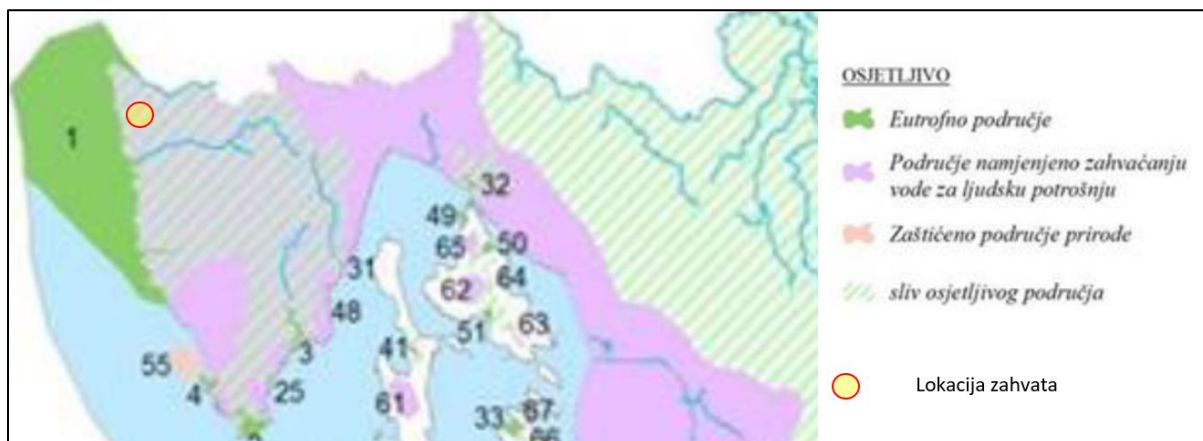 1
32
49
65
50
31
64
62
48
51
63
3
41
55
4
25
61
33
67
66
OSJETLJIVO
Eutrofno područje
Područje namjenjeno zahvaćanju
vode za ljudsku potrošnju
Zaštićeno područje prirode
sliv osjetljivog područja
Lokacija zahvata